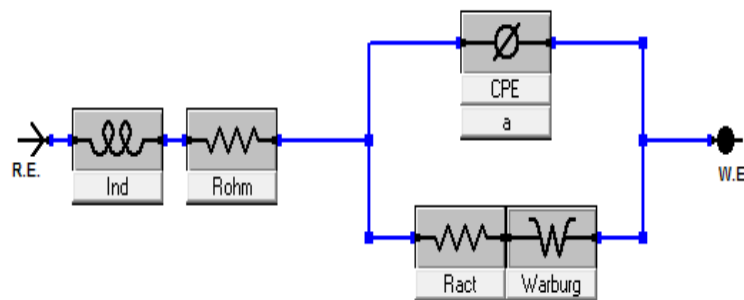 CPE
a
R.E.
Ind
Rohm
W.E
Ract
Warburg